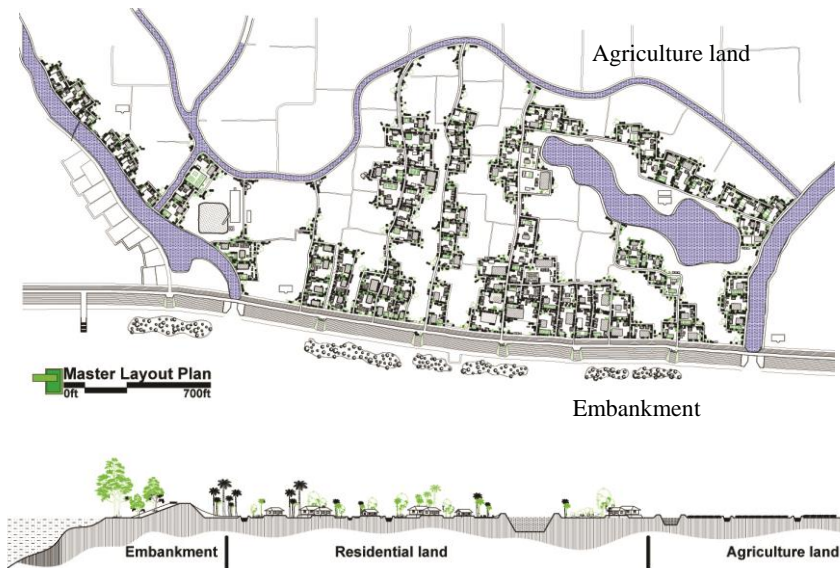 Agriculture land
Master Layout Plan
0ft 700ft
Embankment
Embankment Residential land Agriculture land